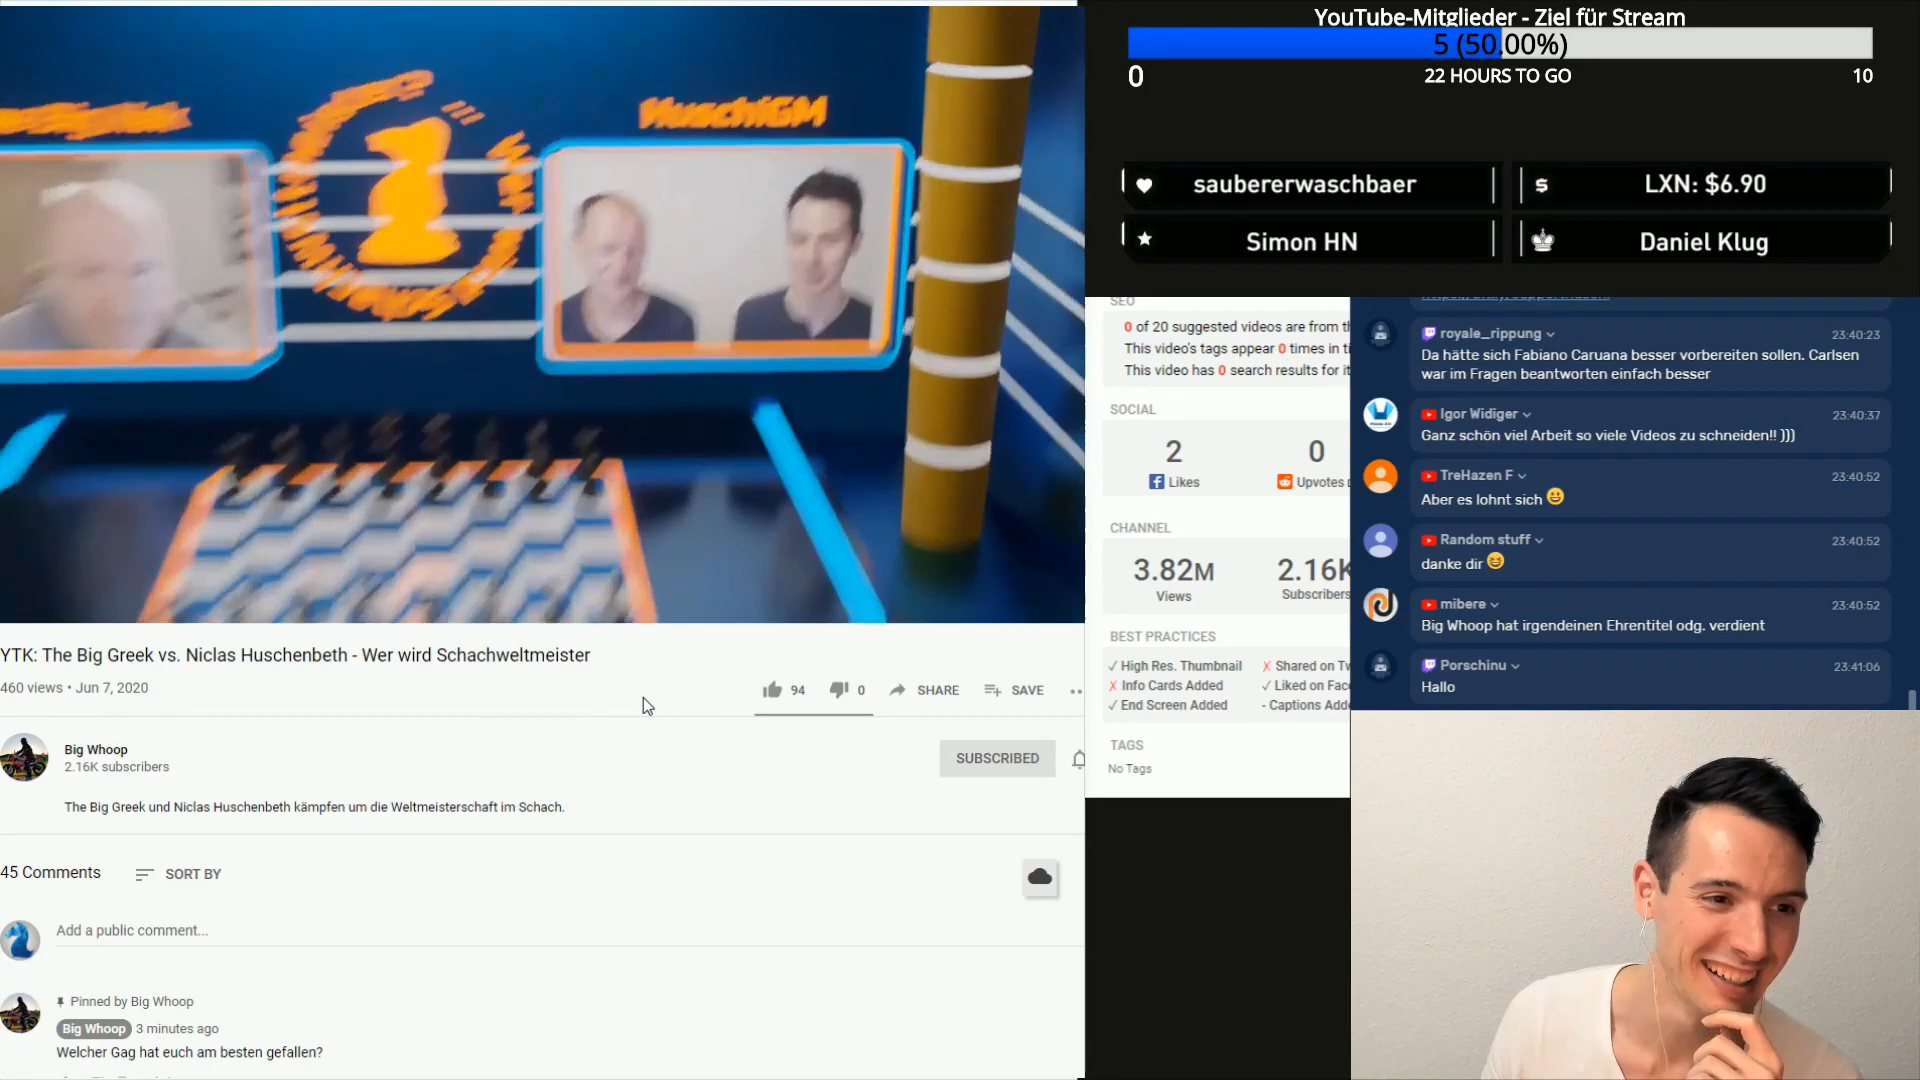 HuschiGM
YTK: The Big Greek vs. Niclas Huschenbeth - Wer wird Schachweltmeister
460 views • Jun 7, 2020
94
0
SHARE
SAVE
Big Whoop
2.16K subscribers
SUBSCRIBED
The Big Greek und Niclas Huschenbeth kämpfen um die Weltmeisterschaft im Schach.
45 Comments
SORT BY
Add a public comment...
Pinned by Big Whoop
Big Whoop 3 minutes ago
Welcher Gag hat euch am besten gefallen?
YouTube-Mitglieder - Ziel für Stream
5 (50.00%)
0
22 HOURS TO GO
10
saubererwaschbaer
LXN: $6.90
Simon HN
Daniel Klug
SEO
0 of 20 suggested videos are from th
This video's tags appear 0 times in ti
This video has 0 search results for it
SOCIAL
2
0
Likes
Upvotes
CHANNEL
3.82M
2.16K
Views
Subscribers
BEST PRACTICES
✓ High Res. Thumbnail
✗ Shared on Tw
✗ Info Cards Added
✓ Liked on Face
✓ End Screen Added
- Captions Adde
TAGS
No Tags
royale_rippung
23:40:23
Da hätte sich Fabiano Caruana besser vorbereiten sollen. Carlsen
war im Fragen beantworten einfach besser
Igor Widiger
23:40:37
Ganz schön viel Arbeit so viele Videos zu schneiden!! )))
TreHazen F
23:40:52
Aber es lohnt sich 😀
Random stuff
23:40:52
danke dir 😆
mibere
23:40:52
Big Whoop hat irgendeinen Ehrentitel odg. verdient
Porschinu
23:41:06
Hallo